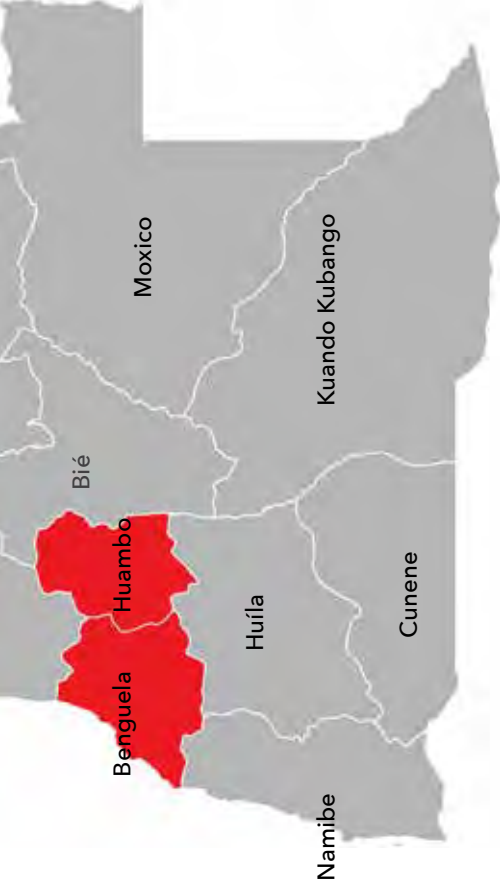 Moxico
Kuando Kubango
Bié
Huambo
Benguela
Huíla
Cunene
Namibe